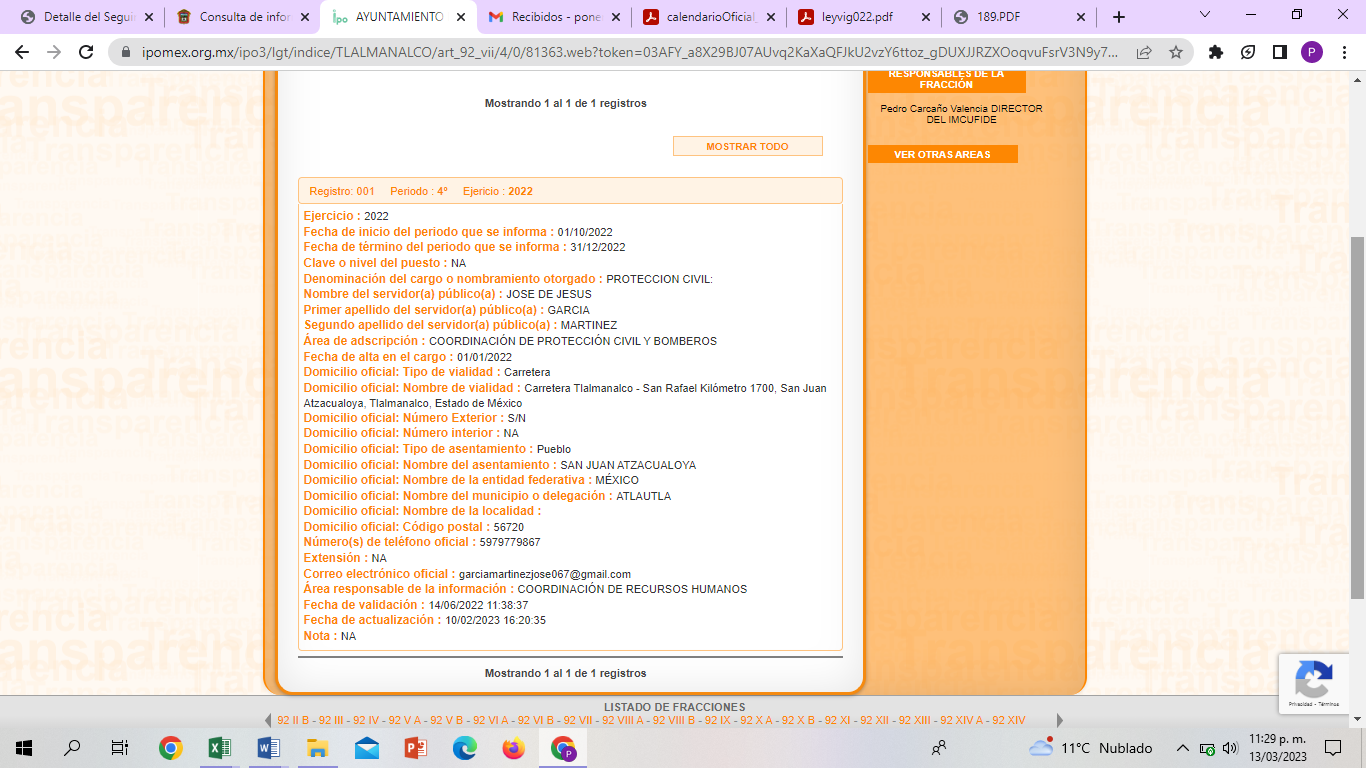 Detalle del Segui
Consulta de infor
ipo AYUNTAMIENTO
Recibidos - pone
calendarioOficial_
leyvig022.pdf
189.PDF
ipomex.org.mx/ipo3/lgt/indice/TLALMANALCO/art_92_vii/4/0/81363.web?token=03AFY_a8X29BJ07AUvq2KaXaQFJkU2vzY6ttoz_gDUXJJRZXOoqvuFsrV3N9y7...
P
RESPONSABLES DE LA
FRACCIÓN
Mostrando 1 al 1 de 1 registros
Pedro Carcaño Valencia DIRECTOR
DEL IMCUFIDE
MOSTRAR TODO
VER OTRAS AREAS
Registro: 001 Periodo : 4º Ejericio : 2022
Ejercicio : 2022
Fecha de inicio del periodo que se informa : 01/10/2022
Fecha de tèrmino del periodo que se informa : 31/12/2022
Clave o nivel del puesto : NA
Denominación del cargo o nombramiento otorgado : PROTECCION CIVIL:
Nombre del servidor(a) público(a) : JOSE DE JESUS
Primer apellido del servidor(a) público(a) : GARCIA
Segundo apellido del servidor(a) público(a) : MARTINEZ
Área de adscripción : COORDINACIÓN DE PROTECCIÓN CIVIL Y BOMBEROS
Fecha de alta en el cargo : 01/01/2022
Domicilio oficial: Tipo de vialidad : Carretera
Domicilio oficial: Nombre de vialidad : Carretera Tlalmanalco - San Rafael Kilómetro 1700, San Juan
Atzacualoya, Tlalmanalco, Estado de México
Domicilio oficial: Número Exterior : S/N
Domicilio oficial: Número interior : NA
Domicilio oficial: Tipo de asentamiento : Pueblo
Domicilio oficial: Nombre del asentamiento : SAN JUAN ATZACUALOYA
Domicilio oficial: Nombre de la entidad federativa : MÉXICO
Domicilio oficial: Nombre del municipio o delegación : ATLAUTLA
Domicilio oficial: Nombre de la localidad :
Domicilio oficial: Código postal : 56720
Número(s) de teléfono oficial : 5979779867
Extensión : NA
Correo electrónico oficial : garciamartinezjose067@gmail.com
Área responsable de la información : COORDINACIÓN DE RECURSOS HUMANOS
Fecha de validación : 14/06/2022 11:38:37
Fecha de actualización : 10/02/2023 16:20:35
Nota : NA
Mostrando 1 al 1 de 1 registros
Privacidad - Términos
LISTADO DE FRACCIONES
92 II B - 92 III - 92 IV - 92 V A - 92 V B - 92 VI A - 92 VI B - 92 VII - 92 VIII A - 92 VIII B - 92 IX - 92 X A - 92 X B - 92 XI - 92 XII - 92 XIII - 92 XIV A - 92 XIV
11°C Nublado
11:29 p. m.
13/03/2023